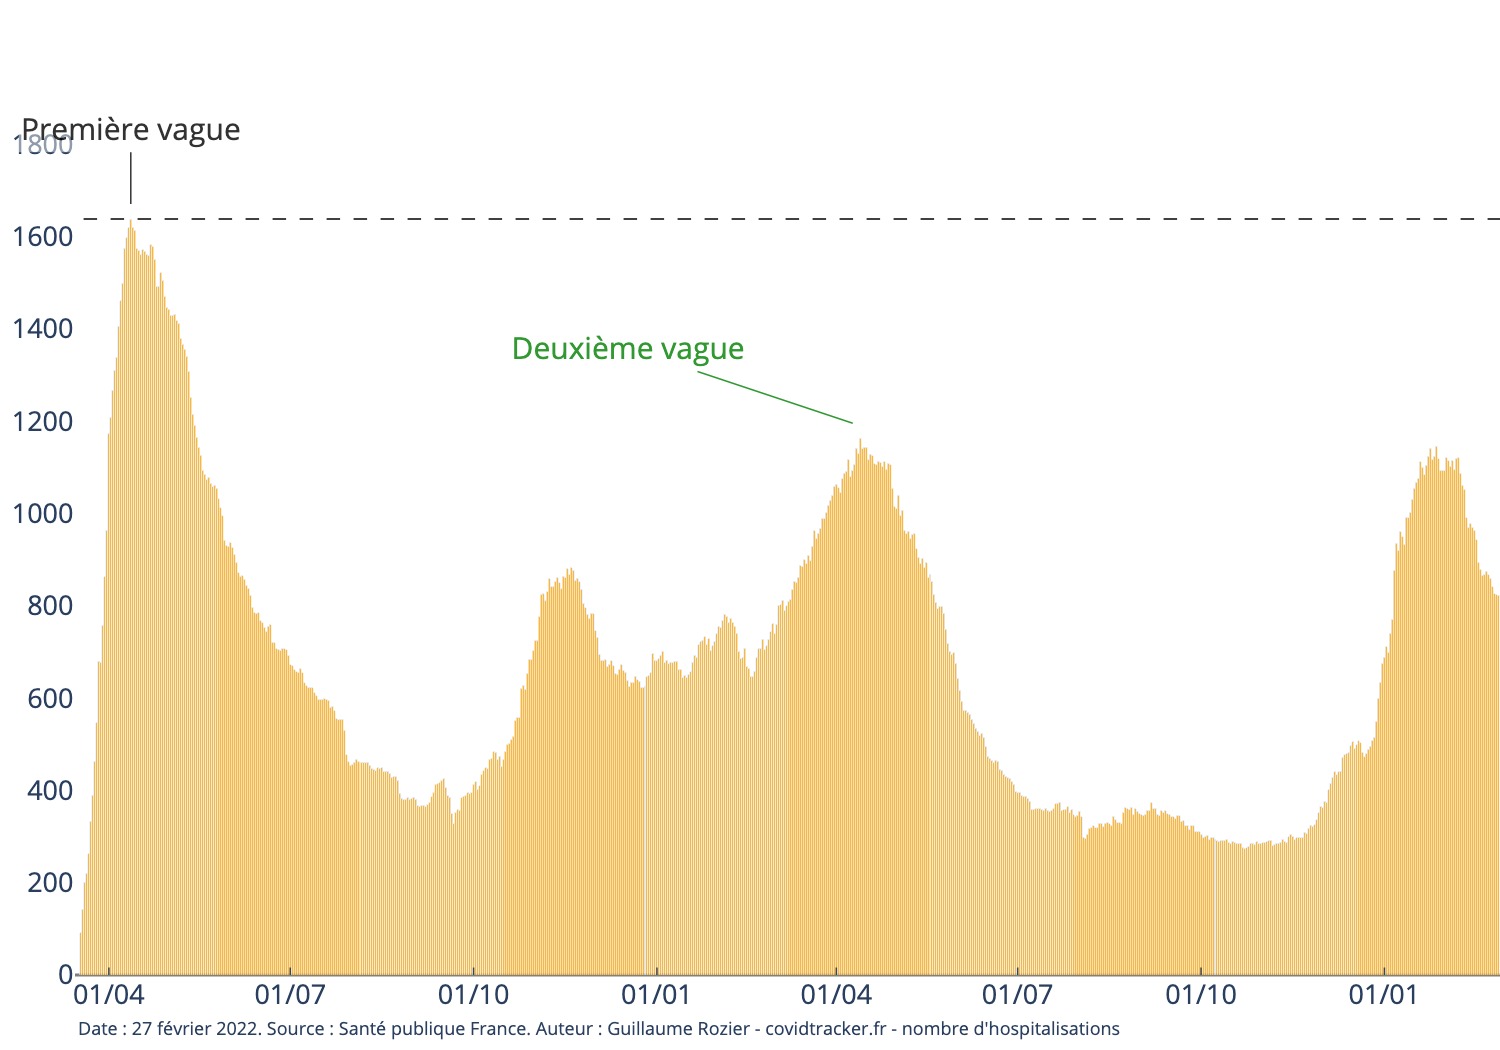 Première vague
1800
1600
1400
Deuxième vague
1200
1000
800
600
400
200
0
01/04 01/07 01/10 01/01 01/04 01/07 01/10 01/01
Date : 27 février 2022. Source : Santé publique France. Auteur : Guillaume Rozier - covidtracker.fr - nombre d'hospitalisations